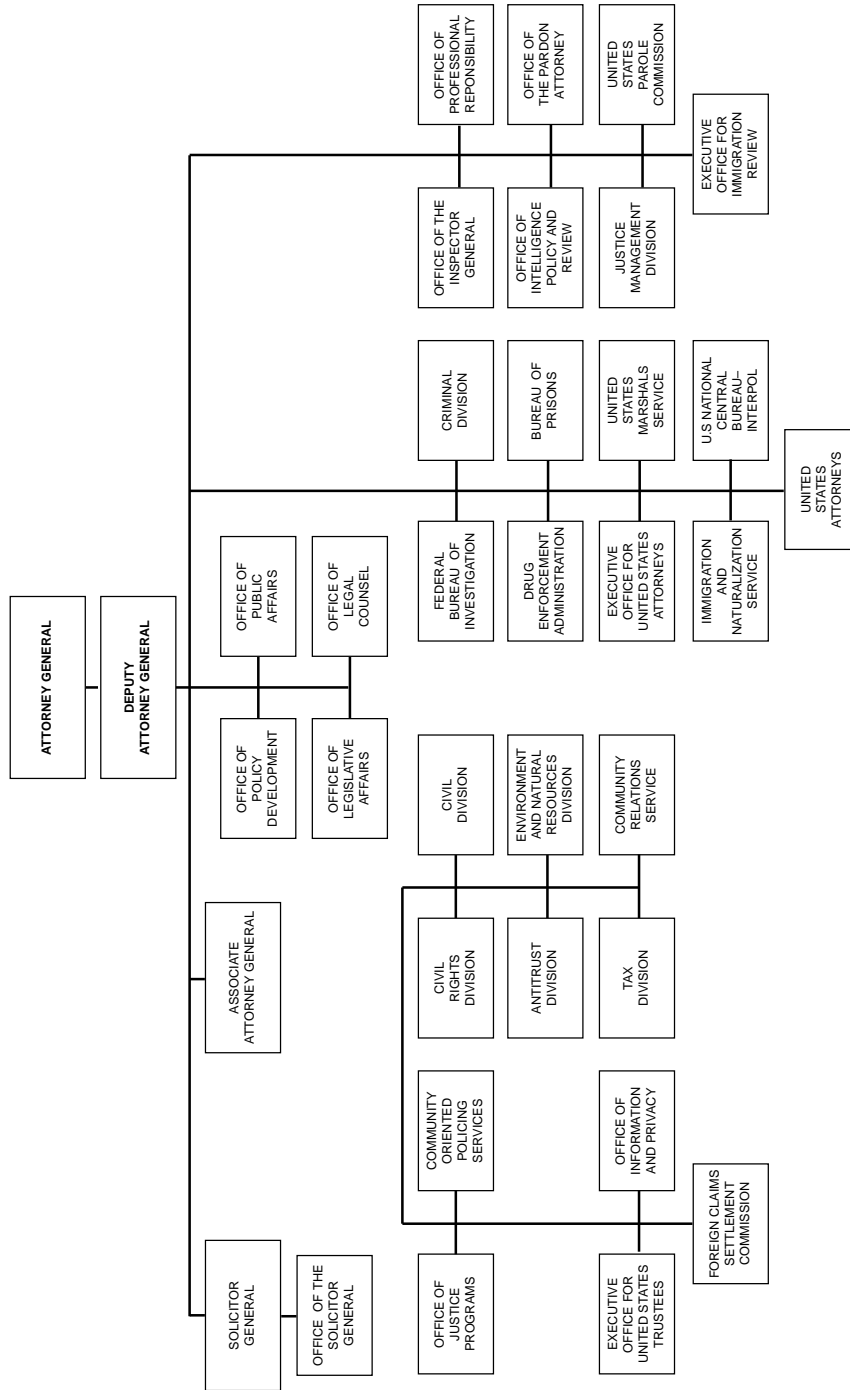 ATTORNEY GENERAL
DEPUTY
ATTORNEY GENERAL
SOLICITOR
GENERAL
OFFICE OF THE
SOLICITOR
GENERAL
ASSOCIATE
ATTORNEY GENERAL
OFFICE OF
POLICY
DEVELOPMENT
OFFICE OF
PUBLIC
AFFAIRS
OFFICE OF
LEGISLATIVE
AFFAIRS
OFFICE OF
LEGAL
COUNSEL
OFFICE OF
JUSTICE
PROGRAMS
COMMUNITY
ORIENTED
POLICING
SERVICES
EXECUTIVE
OFFICE FOR
UNITED STATES
TRUSTEES
OFFICE OF
INFORMATION
AND PRIVACY
FOREIGN CLAIMS
SETTLEMENT
COMMISSION
CIVIL
RIGHTS
DIVISION
CIVIL
DIVISION
ANTITRUST
DIVISION
ENVIRONMENT
AND NATURAL
RESOURCES
DIVISION
TAX
DIVISION
COMMUNITY
RELATIONS
SERVICE
FEDERAL
BUREAU OF
INVESTIGATION
CRIMINAL
DIVISION
DRUG
ENFORCEMENT
ADMINISTRATION
BUREAU OF
PRISONS
EXECUTIVE
OFFICE FOR
UNITED STATES
ATTORNEYS
UNITED
STATES
MARSHALS
SERVICE
IMMIGRATION
AND
NATURALIZATION
SERVICE
U.S NATIONAL
CENTRAL
BUREAU–
INTERPOL
UNITED
STATES
ATTORNEYS
OFFICE OF THE
INSPECTOR
GENERAL
OFFICE OF
PROFESSIONAL
REPONSIBILITY
OFFICE OF
INTELLIGENCE
POLICY AND
REVIEW
OFFICE OF
THE PARDON
ATTORNEY
JUSTICE
MANAGEMENT
DIVISION
UNITED
STATES
PAROLE
COMMISSION
EXECUTIVE
OFFICE FOR
IMMIGRATION
REVIEW